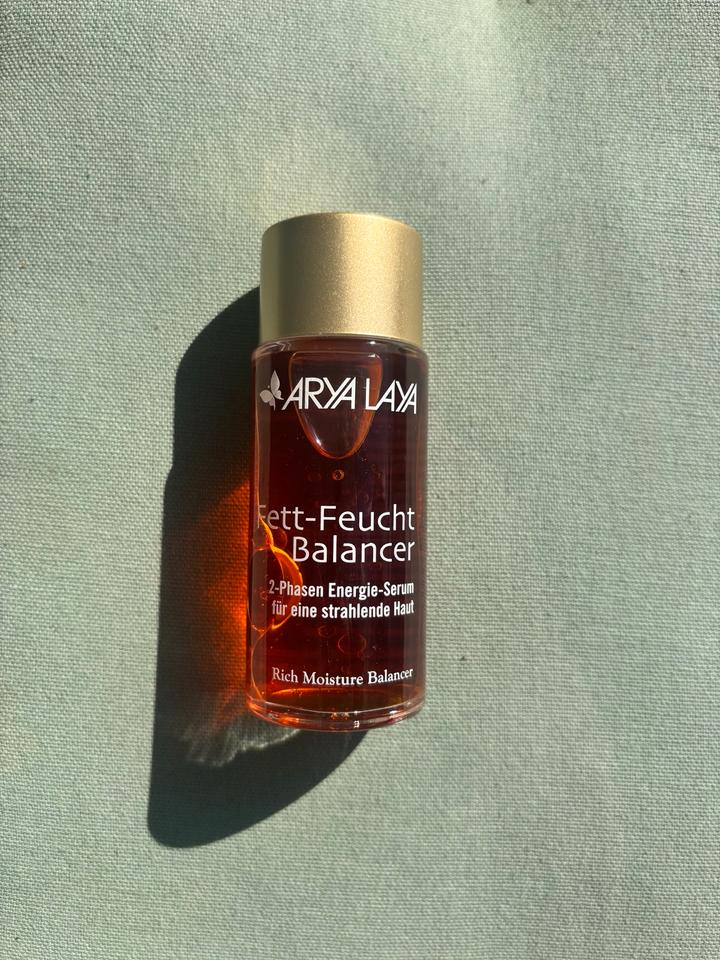 ARYA LAYA
Fett-Feucht
Balancer
2-Phasen Energie-Serum
für eine strahlende Haut
Rich Moisture Balancer